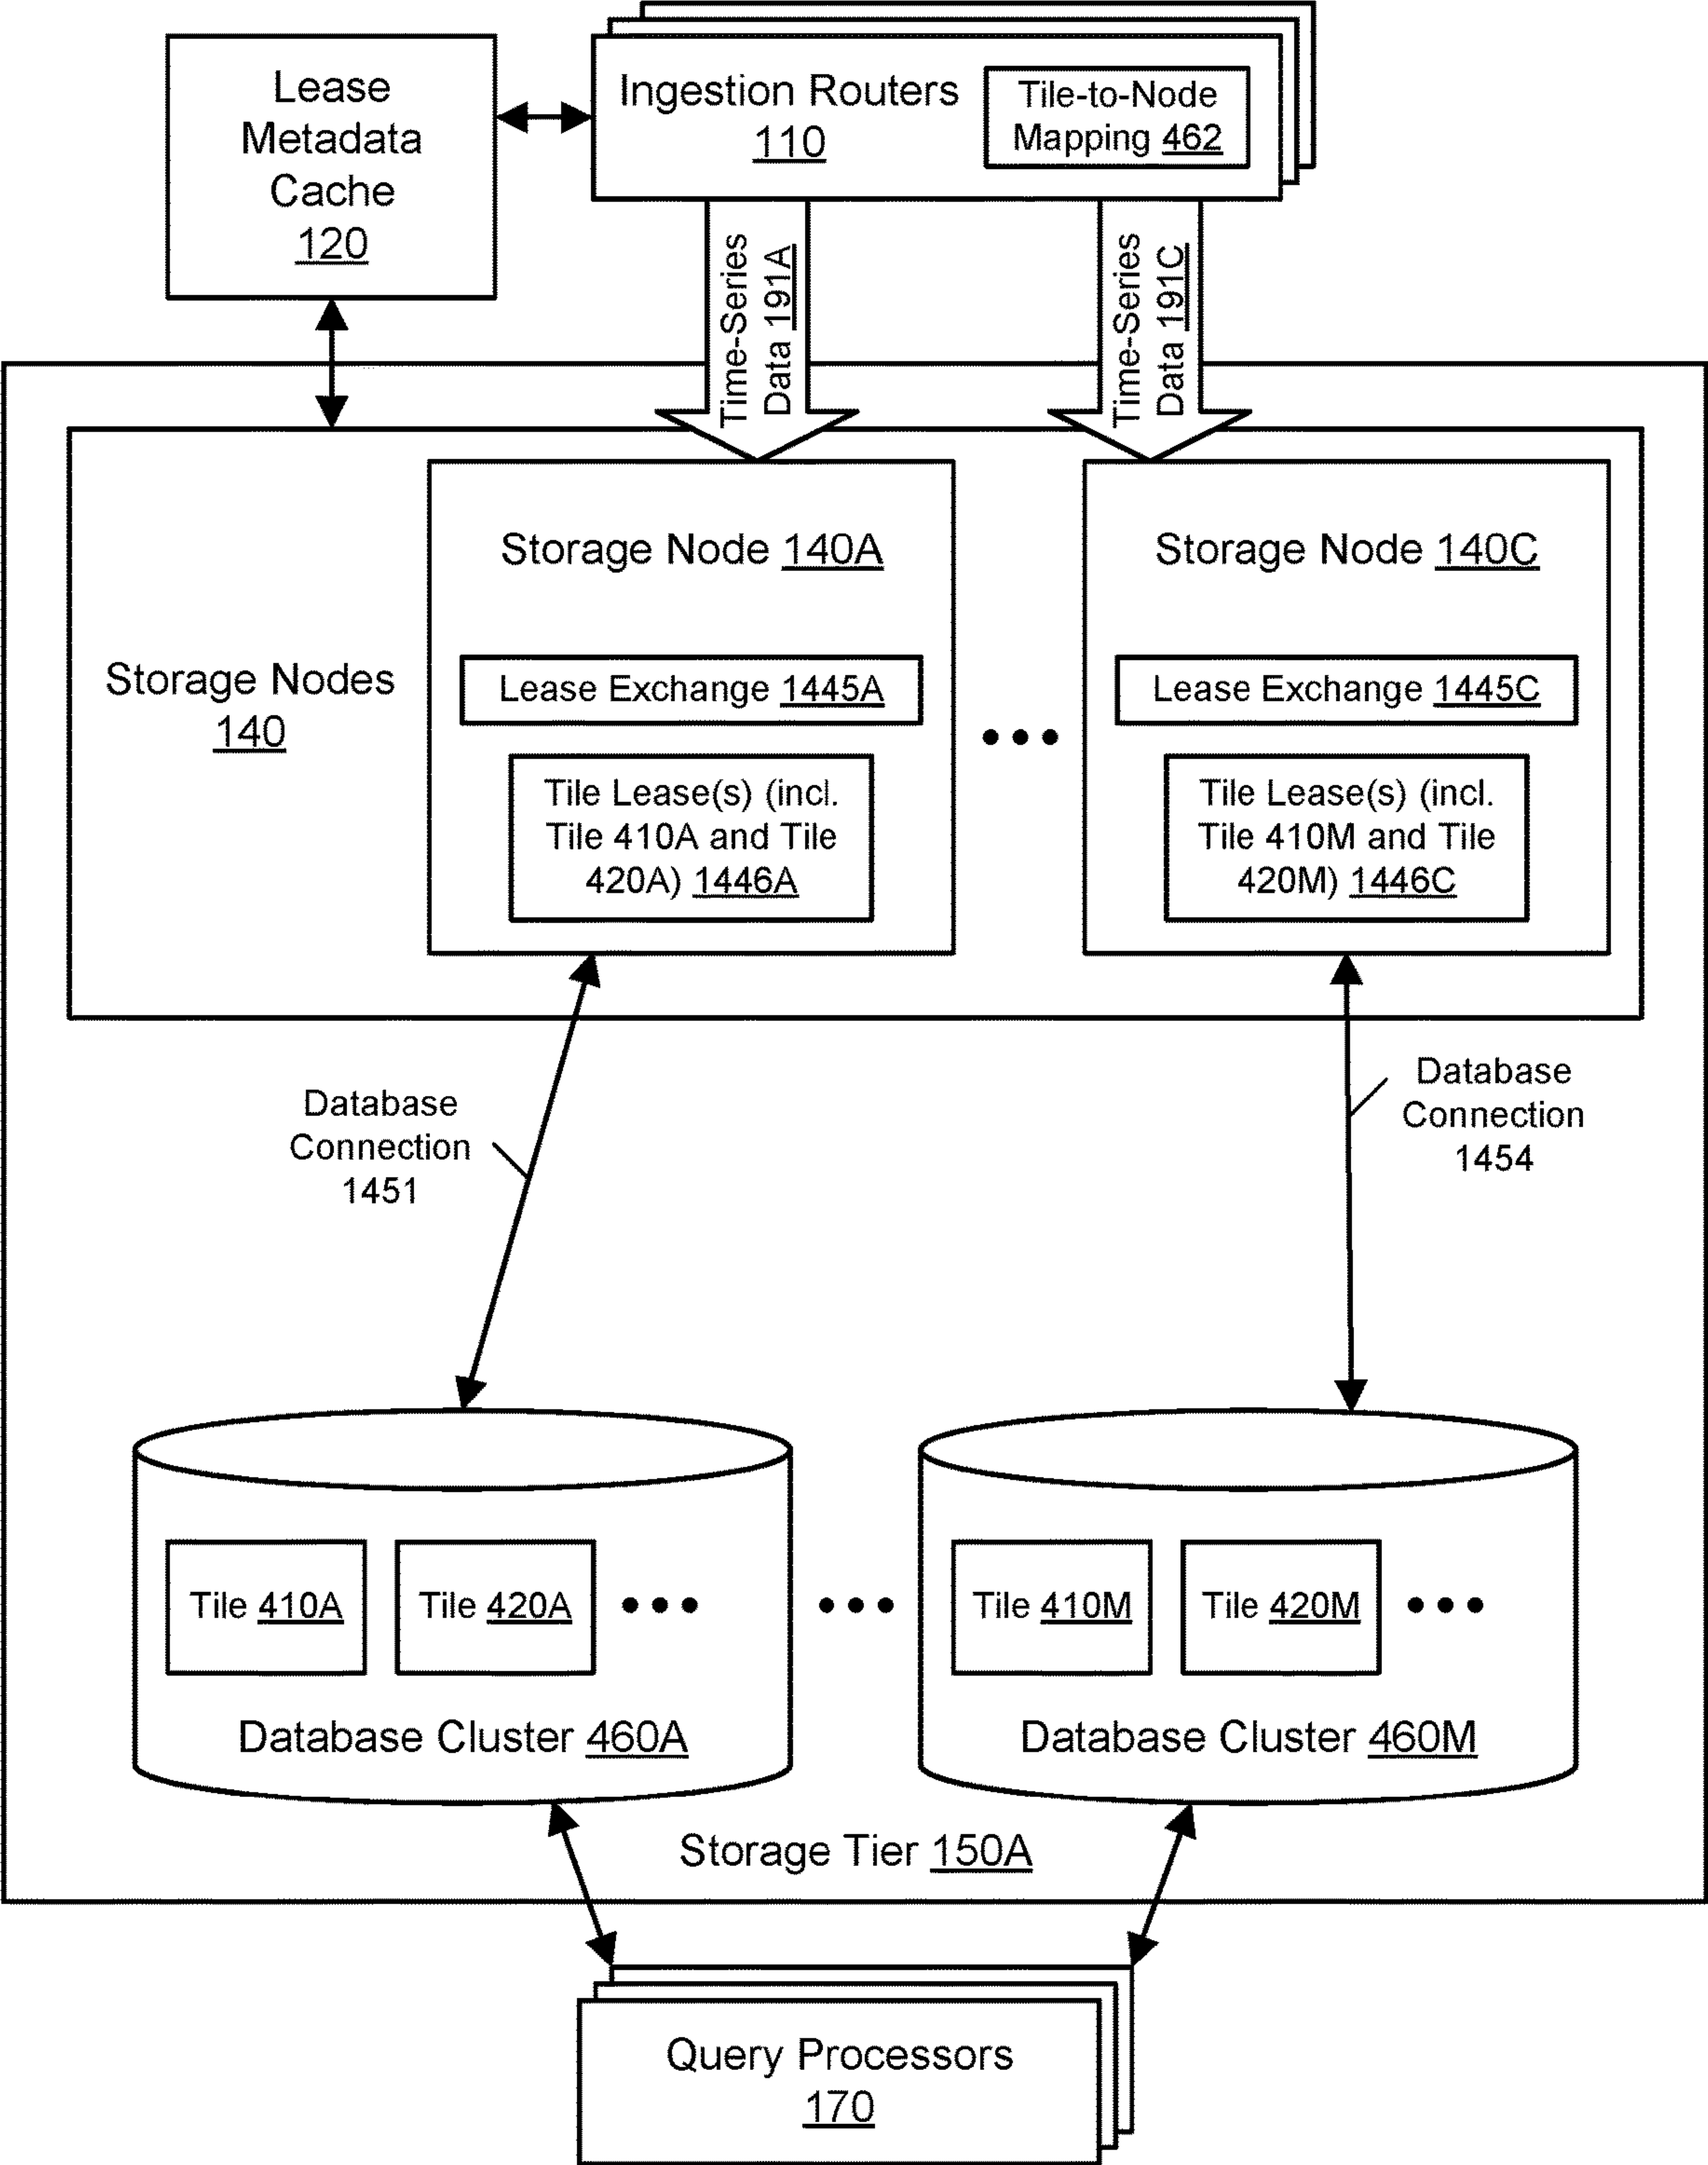 Lease
Metadata
Cache
120
Ingestion Routers
110
Tile-to-Node
Mapping 462
Time-Series
Data 191A
Time-Series
Data 191C
Storage Nodes
140
Storage Node 140A
Lease Exchange 1445A
Tile Lease(s) (incl.
Tile 410A and Tile
420A) 1446A
Storage Node 140C
Lease Exchange 1445C
Tile Lease(s) (incl.
Tile 410M and Tile
420M) 1446C
Database
Connection
1451
Database
Connection
1454
Tile 410A
Tile 420A
Database Cluster 460A
Tile 410M
Tile 420M
Database Cluster 460M
Storage Tier 150A
Query Processors
170